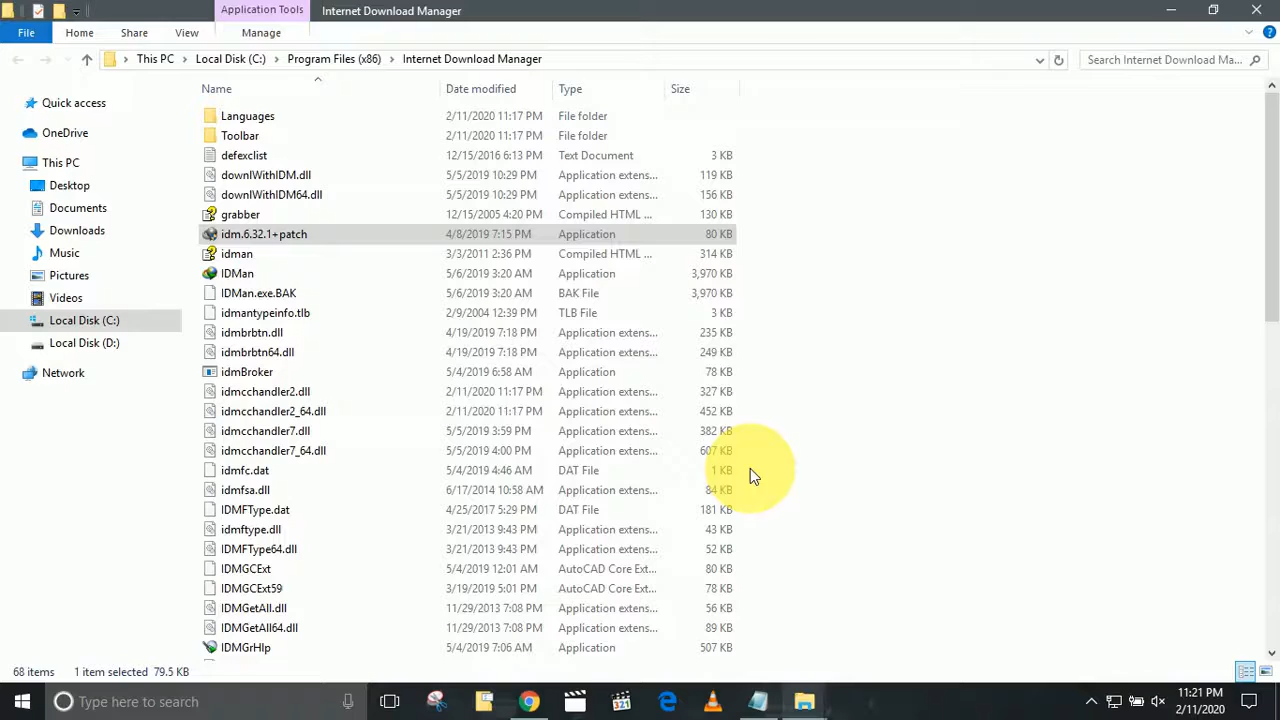 Application Tools
Internet Download Manager
File
Home
Share
View
Manage
This PC
Local Disk (C:)
Program Files (x86)
Internet Download Manager
Search Internet Download Ma...
Name
Date modified
Type
Size
Quick access
OneDrive
This PC
Desktop
Documents
Downloads
Music
Pictures
Videos
Local Disk (C:)
Local Disk (D:)
Network
Languages 2/11/2020 11:17 PM File folder
Toolbar 2/11/2020 11:17 PM File folder
defexclist 12/15/2016 6:13 PM Text Document 3 KB
downlWithIDM.dll 5/5/2019 10:29 PM Application extens... 119 KB
downlWithIDM64.dll 5/5/2019 10:29 PM Application extens... 156 KB
grabber 12/15/2005 4:20 PM Compiled HTML ... 130 KB
idm.6.32.1+patch 4/8/2019 7:15 PM Application 80 KB
idman 3/3/2011 2:36 PM Compiled HTML ... 314 KB
IDMan 5/6/2019 3:20 AM Application 3,970 KB
IDMan.exe.BAK 5/6/2019 3:20 AM BAK File 3,970 KB
idmantypeinfo.tlb 2/9/2004 12:39 PM TLB File 3 KB
idmbrbtn.dll 4/19/2019 7:18 PM Application extens... 235 KB
idmbrbtn64.dll 4/19/2019 7:18 PM Application extens... 249 KB
idmBroker 5/4/2019 6:58 AM Application 78 KB
idmcchandler2.dll 2/11/2020 11:17 PM Application extens... 327 KB
idmcchandler2_64.dll 2/11/2020 11:17 PM Application extens... 452 KB
idmcchandler7.dll 5/5/2019 3:59 PM Application extens... 382 KB
idmcchandler7_64.dll 5/5/2019 4:00 PM Application extens... 607 KB
idmfc.dat 5/4/2019 4:46 AM DAT File 1 KB
idmfsa.dll 6/17/2014 10:58 AM Application extens... 84 KB
IDMFType.dat 4/25/2017 5:29 PM DAT File 181 KB
idmftype.dll 3/21/2013 9:43 PM Application extens... 43 KB
IDMFType64.dll 3/21/2013 9:43 PM Application extens... 52 KB
IDMGCExt 5/4/2019 12:01 AM AutoCAD Core Ext... 80 KB
IDMGCExt59 3/19/2019 5:01 PM AutoCAD Core Ext... 78 KB
IDMGetAll.dll 11/29/2013 7:08 PM Application extens... 56 KB
IDMGetAll64.dll 11/29/2013 7:08 PM Application extens... 89 KB
IDMGrHlp 5/4/2019 7:06 AM Application 507 KB
68 items 1 item selected 79.5 KB
Type here to search
321
11:21 PM
2/11/2020